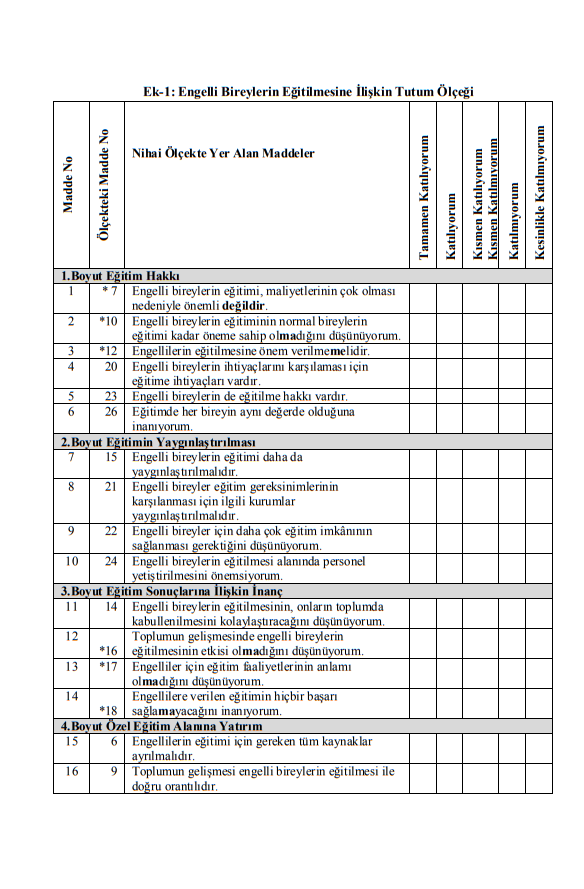 Ek-1: Engelli Bireylerin Eğitilmesine İlişkin Tutum Ölçeği
Madde No
Ölçekteki Madde No
Nihai Ölçekte Yer Alan Maddeler
Tamamen Katılıyorum
Katılıyorum
Kısmen Katılıyorum
Kısmen Katılmıyorum
Katılmıyorum
Kesinlikle Katılmıyorum
1.Boyut Eğitim Hakkı
1 * 7 Engelli bireylerin eğitimi, maliyetlerinin çok olması
nedeniyle önemli değildir.
2 *10 Engelli bireylerin eğitiminin normal bireylerin
eğitimi kadar öneme sahip olmadığını düşünüyorum.
3 *12 Engellilerin eğitilmesine önem verilmemelidir.
4 20 Engelli bireylerin ihtiyaçlarını karşılaması için
eğitime ihtiyaçları vardır.
5 23 Engelli bireylerin de eğitilme hakkı vardır.
6 26 Eğitimde her bireyin aynı değerde olduğuna
inanıyorum.
2.Boyut Eğitimin Yaygınlaştırılması
7 15 Engelli bireylerin eğitimi daha da
yaygınlaştırılmalıdır.
8 21 Engelli bireyler eğitim gereksinimlerinin
karşılanması için ilgili kurumlar
yaygınlaştırılmalıdır.
9 22 Engelli bireyler için daha çok eğitim imkânının
sağlanması gerektiğini düşünüyorum.
10 24 Engelli bireylerin eğitilmesi alanında personel
yetiştirilmesini önemsiyorum.
3.Boyut Eğitim Sonuçlarına İlişkin İnanç
11 14 Engelli bireylerin eğitilmesinin, onların toplumda
kabullenilmesini kolaylaştıracağını düşünüyorum.
12 Toplumun gelişmesinde engelli bireylerin
*16 eğitilmesinin etkisi olmadığını düşünüyorum.
13 *17 Engelliler için eğitim faaliyetlerinin anlamı
olmadığını düşünüyorum.
14 Engellilere verilen eğitimin hiçbir başarı
*18 sağlamayacağını inanıyorum.
4.Boyut Özel Eğitim Alanına Yatırım
15 6 Engellilerin eğitimi için gereken tüm kaynaklar
ayrılmalıdır.
16 9 Toplumun gelişmesi engelli bireylerin eğitilmesi ile
doğru orantılıdır.